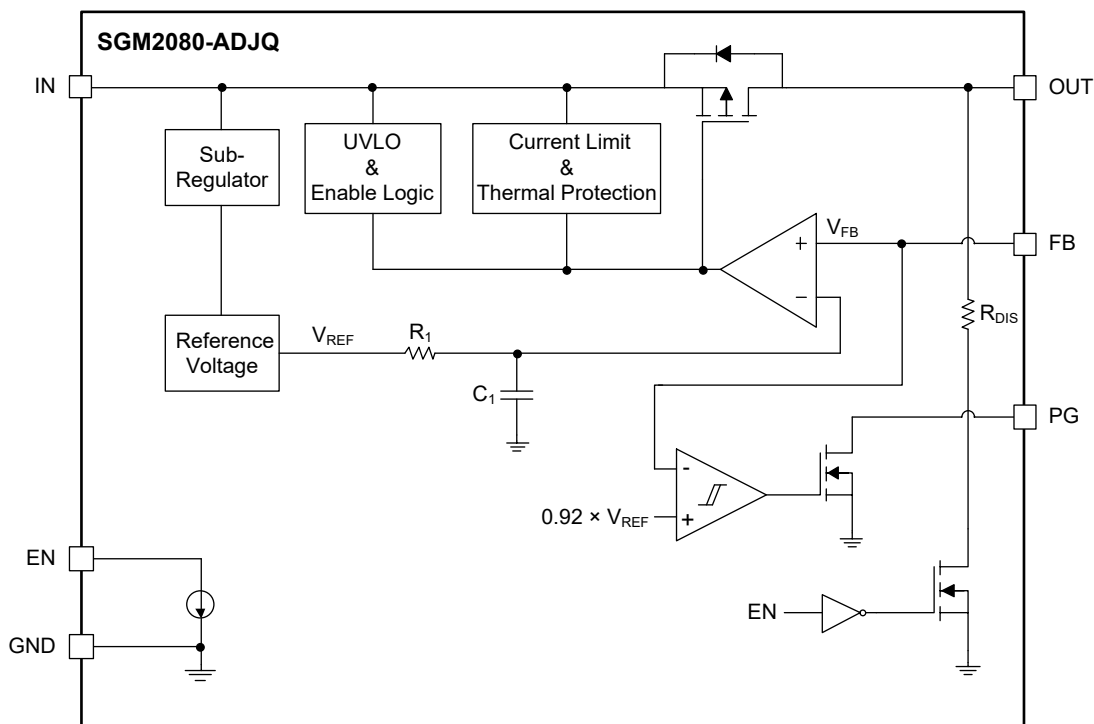 SGM2080-ADJQ
IN
OUT
Sub-
Regulator
UVLO
&
Enable Logic
Current Limit
&
Thermal Protection
+
V_FB
FB
−
R_DIS
Reference
Voltage
V_REF
R_1
C_1
PG
-
0.92 × V_REF
+
EN
EN
GND